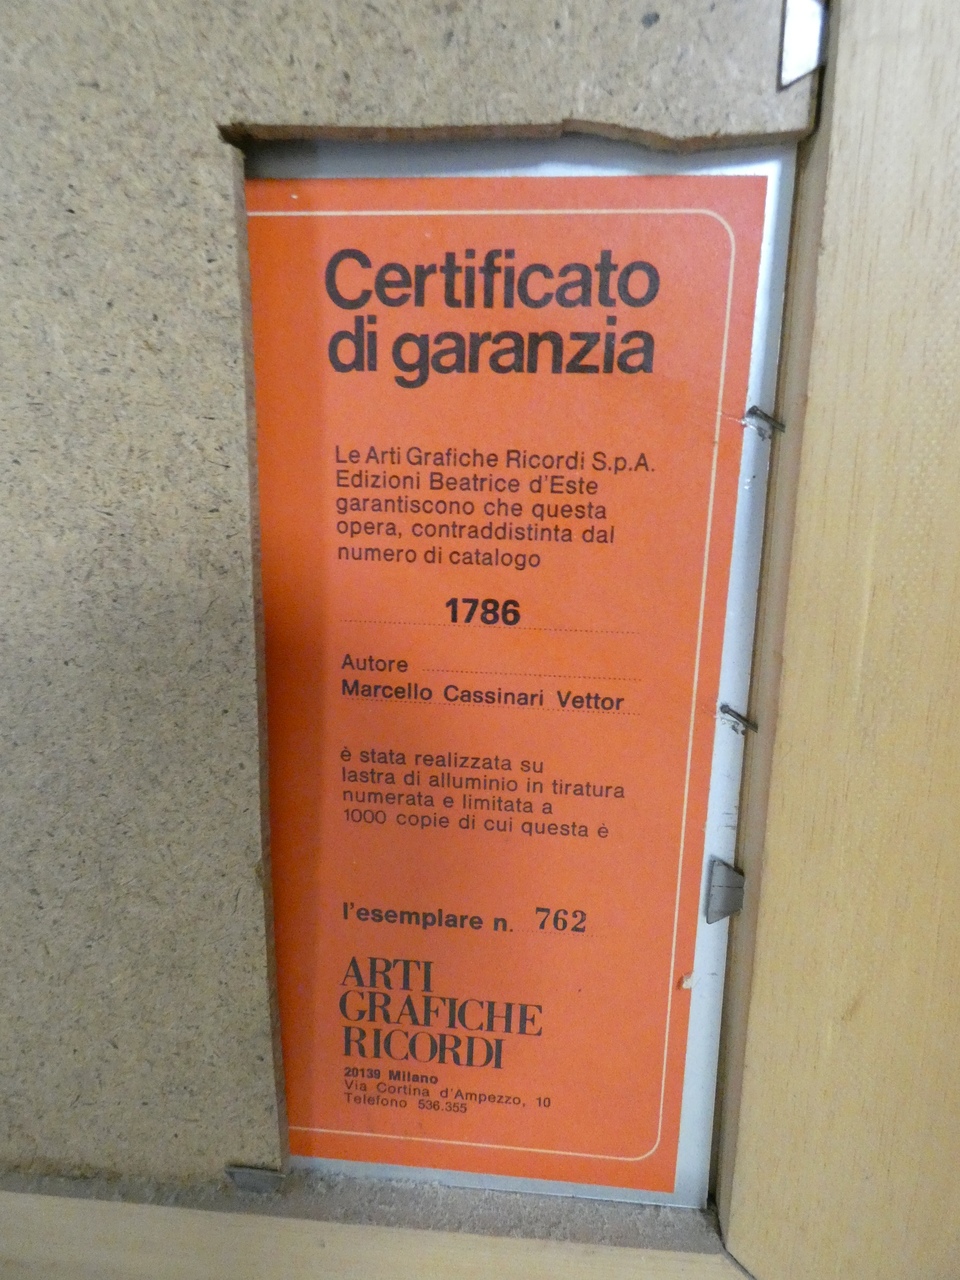 Certificato
di garanzia
Le Arti Grafiche Ricordi S.p.A.
Edizioni Beatrice d'Este
garantiscono che questa
opera, contraddistinta dal
numero di catalogo
1786
Autore
Marcello Cassinari Vettor
è stata realizzata su
lastra di alluminio in tiratura
numerata e limitata a
1000 copie di cui questa è
l'esemplare n. 762
ARTI
GRAFICHE
RICORDI
20139 Milano
Via Cortina d'Ampezzo, 10
Telefono 536.355